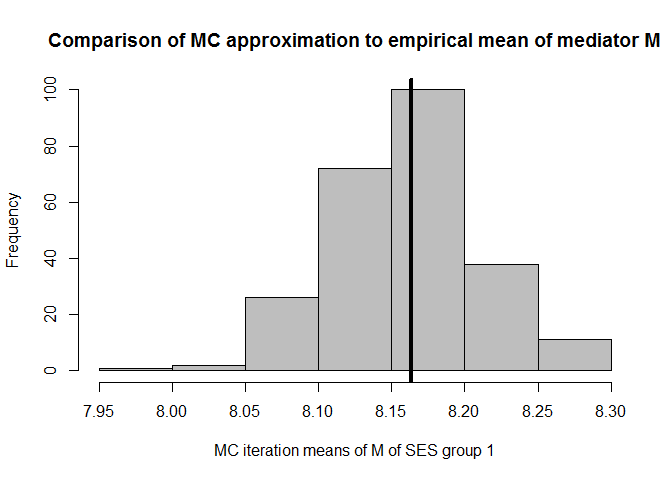 Comparison of MC approximation to empirical mean of mediator M
Frequency
100
80
60
40
20
0
7.95 8.00 8.05 8.10 8.15 8.20 8.25 8.30
MC iteration means of M of SES group 1